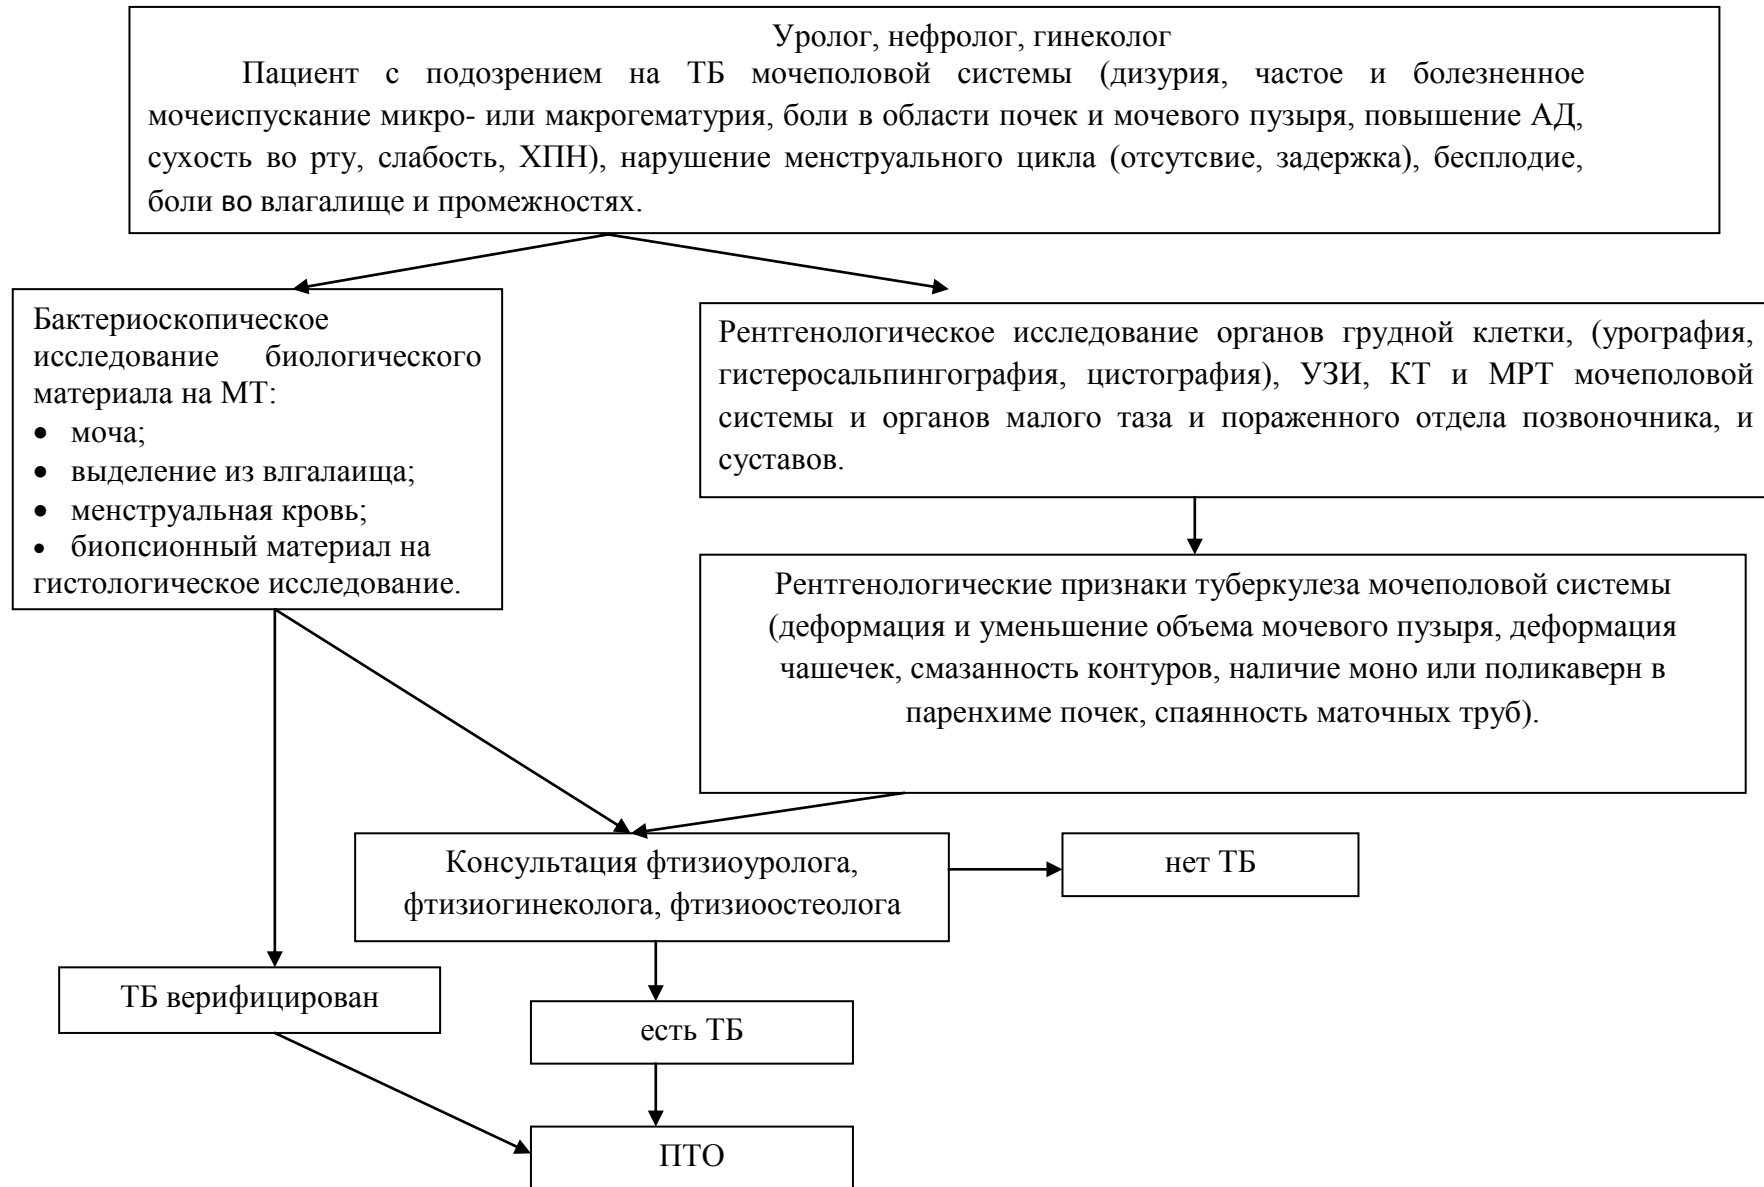 Уролог, нефролог, гинеколог
Пациент с подозрением на ТБ мочеполовой системы (дизурия, частое и болезненное
мочеиспускание микро- или макрогематурия, боли в области почек и мочевого пузыря, повышение АД,
сухость во рту, слабость, ХПН), нарушение менструального цикла (отсутсвие, задержка), бесплодие,
боли во влагалище и промежностях.
Бактериоскопическое
исследование биологического
материала на МТ:
• моча;
• выделение из влгалаища;
• менструальная кровь;
• биопсионный материал на
гистологическое исследование.
Рентгенологическое исследование органов грудной клетки, (урография,
гистеросальпингография, цистография), УЗИ, КТ и МРТ мочеполовой
системы и органов малого таза и пораженного отдела позвоночника, и
суставов.
Рентгенологические признаки туберкулеза мочеполовой системы
(деформация и уменьшение объема мочевого пузыря, деформация
чашечек, смазанность контуров, наличие моно или поликаверн в
паренхиме почек, спаянность маточных труб).
Консультация фтизиоуролога,
фтизиогинеколога, фтизиоостеолога
нет ТБ
ТБ верифицирован
есть ТБ
ПТО